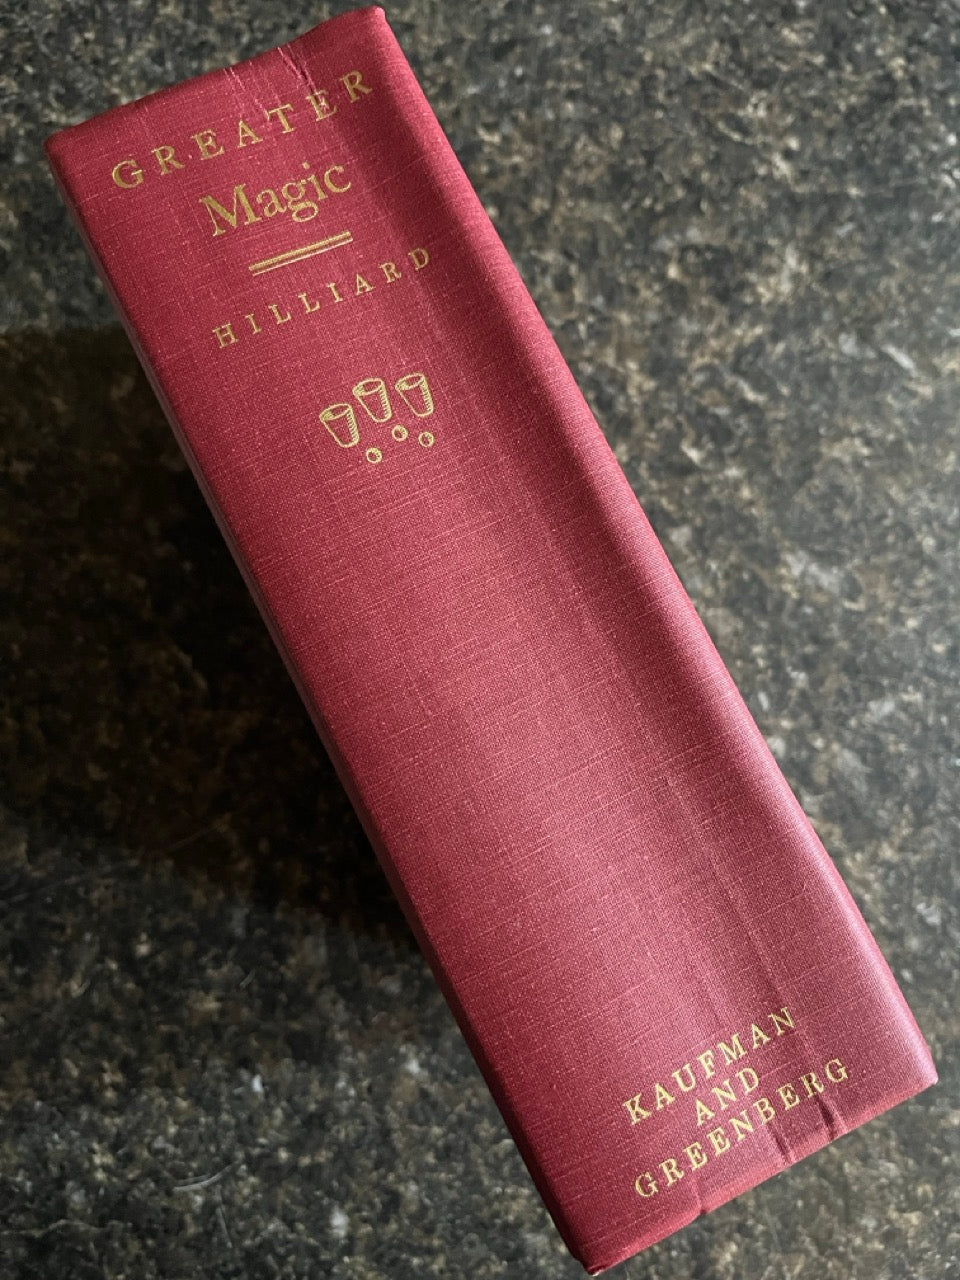 GREATER
Magic
HILLIARD
KAUFMAN
AND
GREENBERG